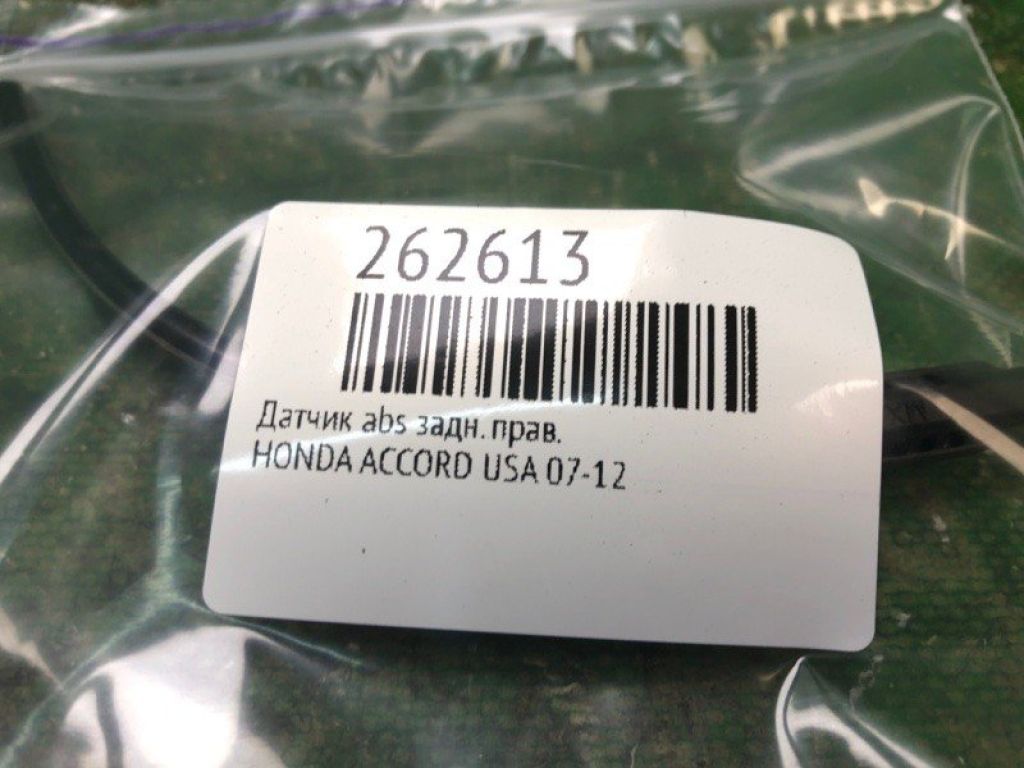 262613
Датчик abs задн. прав.
HONDA ACCORD USA 07-12